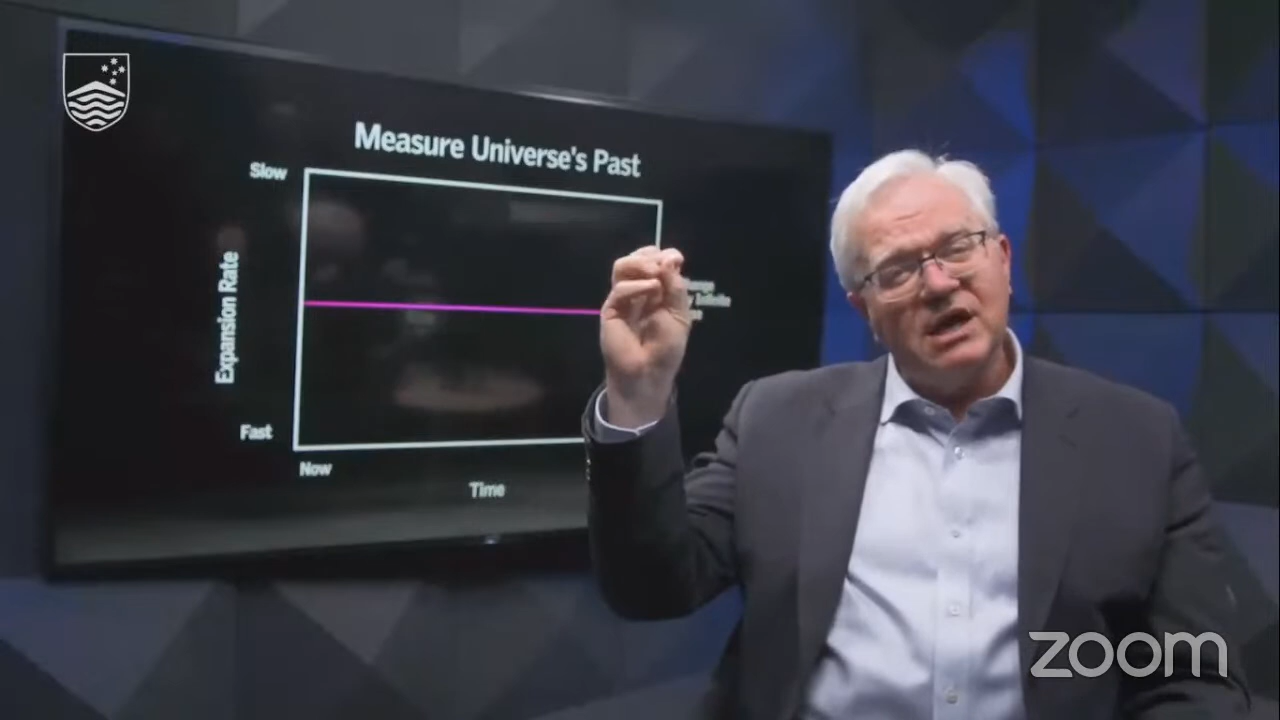 Measure Universe's Past
Slow
Expansion Rate
Fast
Now
Time
zoom